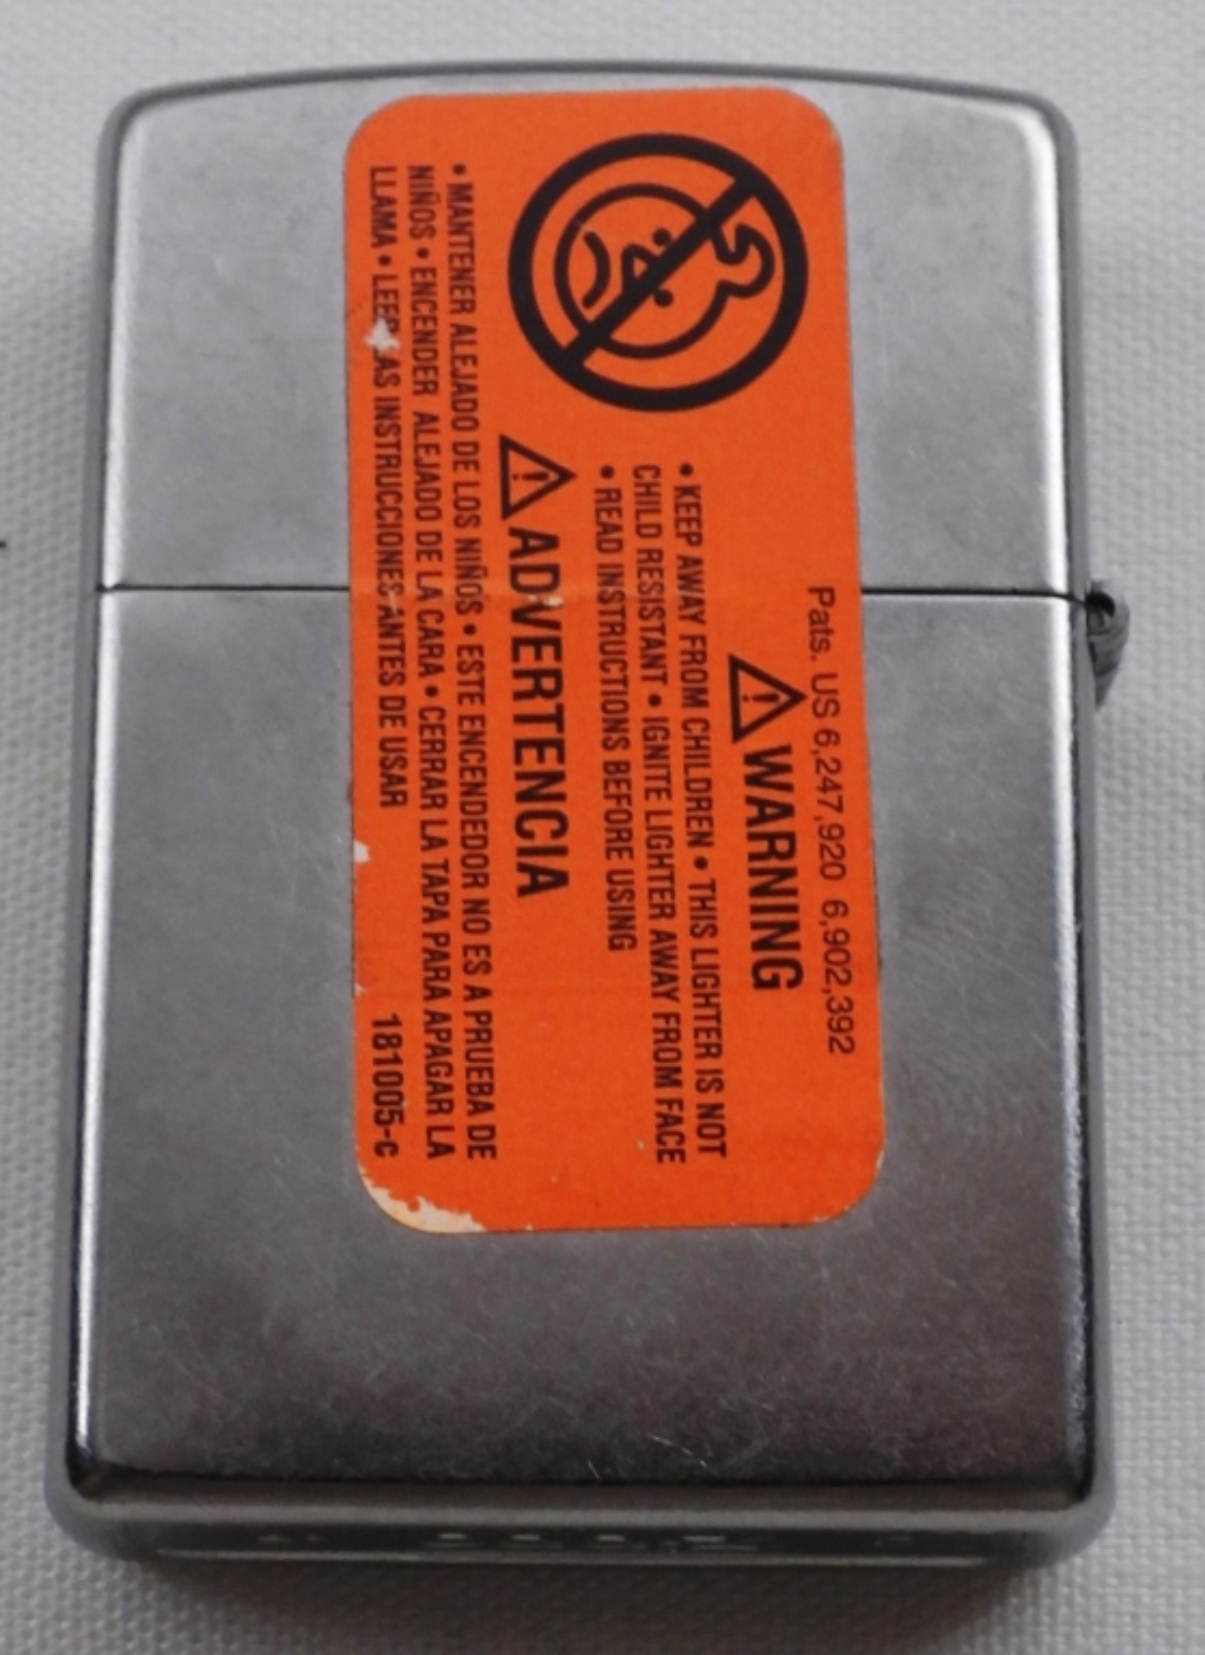 Pats. US 6,247,920 6,902,392
⚠ WARNING
• KEEP AWAY FROM CHILDREN • THIS LIGHTER IS NOT
CHILD RESISTANT • IGNITE LIGHTER AWAY FROM FACE
• READ INSTRUCTIONS BEFORE USING
⚠ ADVERTENCIA
• MANTENER ALEJADO DE LOS NIÑOS • ESTE ENCENDEDOR NO ES A PRUEBA DE
NIÑOS • ENCENDER ALEJADO DE LA CARA • CERRAR LA TAPA PARA APAGAR LA
LLAMA • LEER LAS INSTRUCCIONES ANTES DE USAR 181005-c